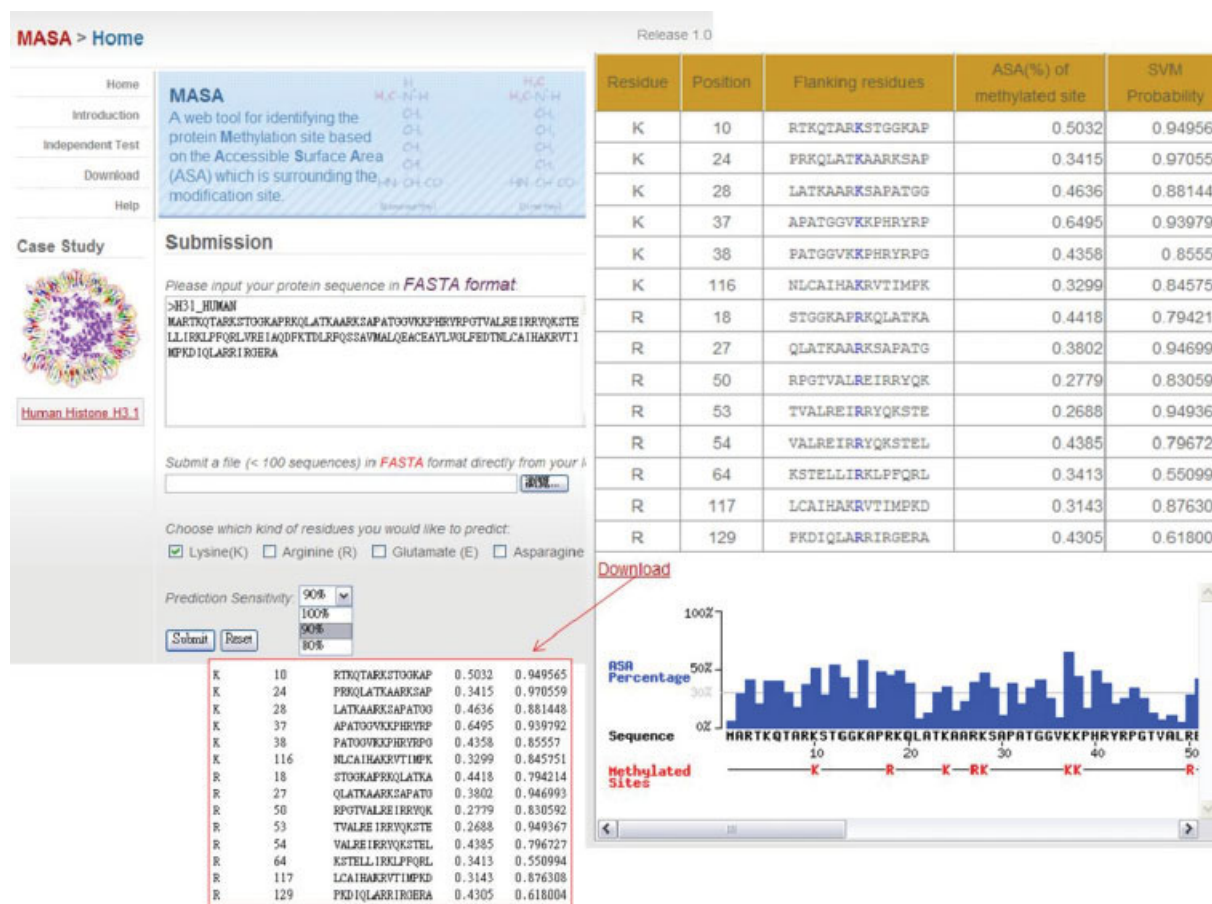 MASA > Home
Release 1.0
Home
Introduction
Independent Test
Download
Help
MASA
A web tool for identifying the
protein Methylation site based
on the Accessible Surface Area
(ASA) which is surrounding the
modification site.
Case Study
Human Histone H3.1
Submission
Please input your protein sequence in FASTA format
>H31_HUMAN
MARTKQTARKSTGGKAPRKQLATKAARKSAPATGGVKKPHRYRPGTVALREIRRYQKSTE
LLIRKLPFQRLVREIAQDFKTDLRFQSSAVMALQEACEAYLVGLFEDTNLCAIHAKRVTI
MPKDIQLARRIRGERA
Submit a file (< 100 sequences) in FASTA format directly from your
Choose which kind of residues you would like to predict:
Lysine(K) Arginine (R) Glutamate (E) Asparagine
Prediction Sensitivity: 90%
100%
90%
80%
Submit Reset
Residue Position Flanking residues ASA(%) of methylated site SVM Probability
K 10 RTKQTARKSTGGKAP 0.5032 0.94956
K 24 PRKQLATKAARKSAP 0.3415 0.97055
K 28 LATKAARKSAPATGG 0.4636 0.88144
K 37 APATGGVKKPHRYRP 0.6495 0.93979
K 38 PATGGVKKPHRYRPG 0.4358 0.8555
K 116 NLCAIHAKRVTIMPK 0.3299 0.84575
R 18 STGGKAPRKQLATKA 0.4418 0.79421
R 27 QLATKAARKSAPATG 0.3802 0.94699
R 50 RPGTVALREIRRYQK 0.2779 0.83059
R 53 TVALREIRRYQKSTE 0.2688 0.94936
R 54 VALREIRRYQKSTEL 0.4385 0.79672
R 64 KSTELLIRKLPFQRL 0.3413 0.55099
R 117 LCAIHAKRVTIMPKD 0.3143 0.87630
R 129 PKDIQLARRIRGERA 0.4305 0.61800
Download
100%
50%
30%
0%
ASA
Percentage
Sequence MARTKQTARKSTGGKAPRKQLATKAARKSAPATGGVKKPHRYRPGTVALRE
10 20 30 40 50
Methylated
Sites
K R K RK KK R
K 10 RTKQTARKSTGGKAP 0.5032 0.949565
K 24 PRKQLATKAARKSAP 0.3415 0.970559
K 28 LATKAARKSAPATGG 0.4636 0.881448
K 37 APATGGVKKPHRYRP 0.6495 0.939792
K 38 PATGGVKKPHRYRPG 0.4358 0.85557
K 116 NLCAIHAKRVTIMPK 0.3299 0.845751
R 18 STGGKAPRKQLATKA 0.4418 0.794214
R 27 QLATKAARKSAPATG 0.3802 0.946993
R 50 RPGTVALREIRRYQK 0.2779 0.830592
R 53 TVALREIRRYQKSTE 0.2688 0.949367
R 54 VALREIRRYQKSTEL 0.4385 0.796727
R 64 KSTELLIRKLPFQRL 0.3413 0.550994
R 117 LCAIHAKRVTIMPKD 0.3143 0.876308
R 129 PKDIQLARRIRGERA 0.4305 0.618004